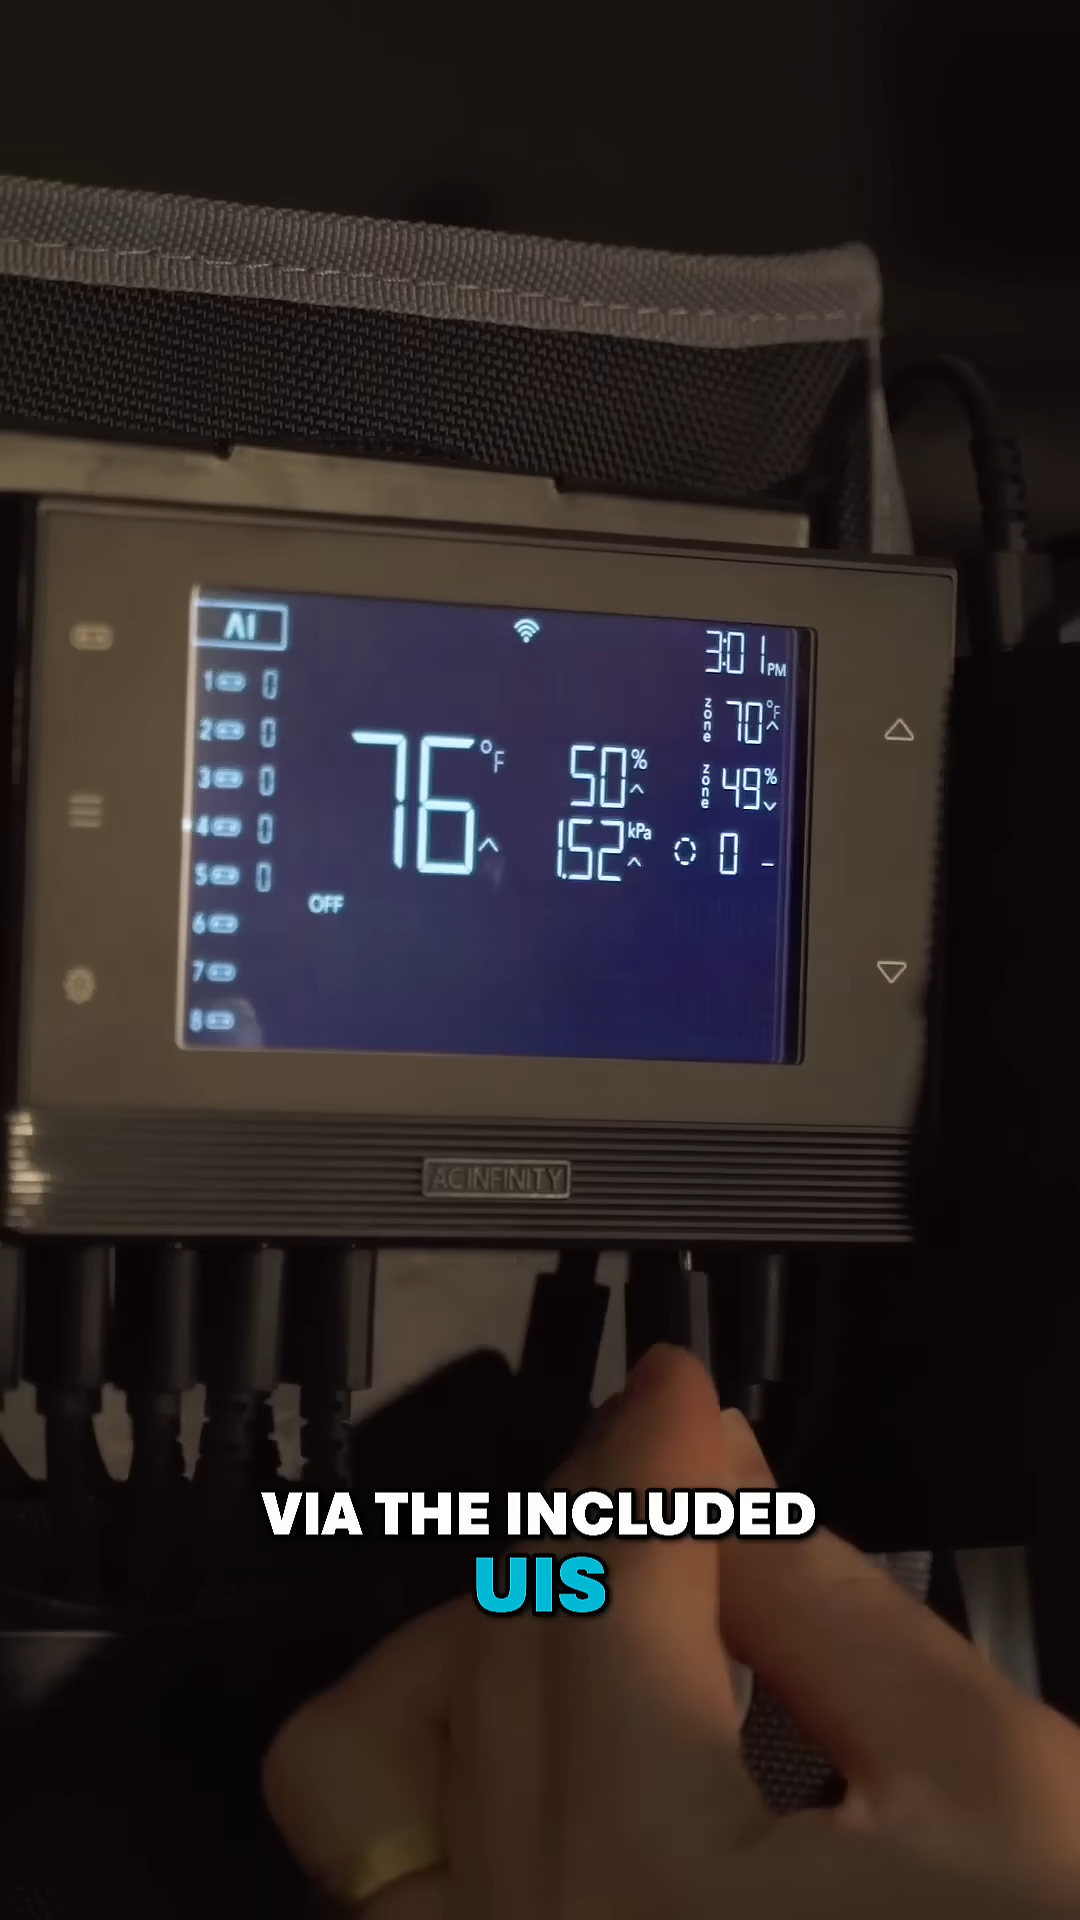 AI
3:01 PM
1 0
2 0
3 0
4 0
5 0
6
7
8
76 °F
OFF
50 %
1.52 kPa
zone 70 °F
zone 49 %
0 -
AC INFINITY
VIA THE INCLUDED
UIS